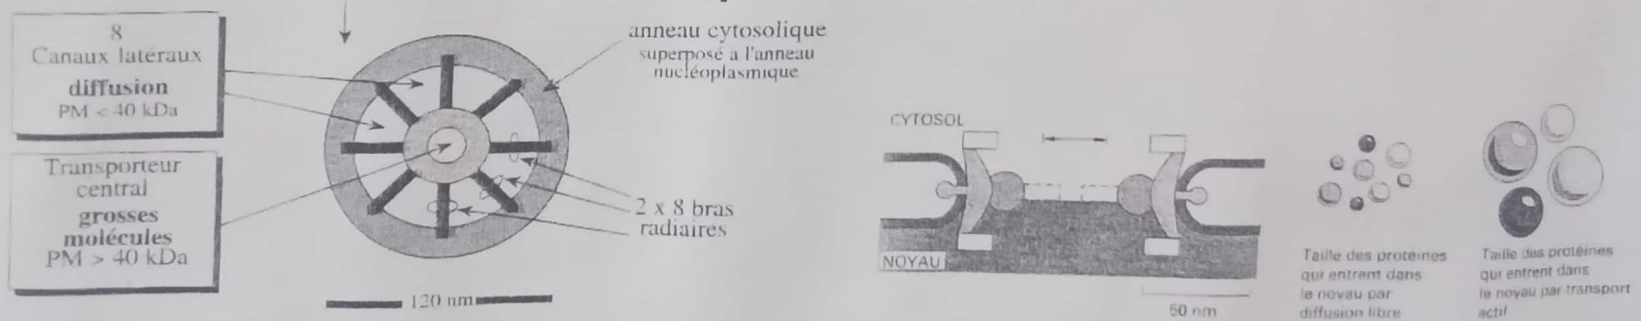 8
Canaux latéraux
diffusion
PM < 40 kDa
Transporteur
central
grosses
molécules
PM > 40 kDa
anneau cytosolique
superposé a l'anneau
nucléoplasmique
2 x 8 bras
radiaires
120 nm
CYTOSOL
NOYAU
50 nm
Taille des protéines
qui entrent dans
le noyau par
diffusion libre
Taille des protéines
qui entrent dans
le noyau par transport
actif